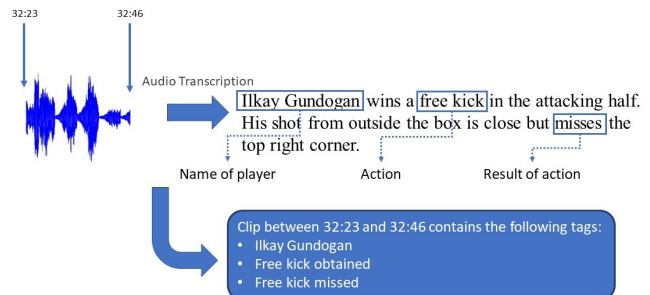 32:23
32:46
Audio Transcription
Ilkay Gundogan wins a free kick in the attacking half.
His shot from outside the box is close but misses the
top right corner.
Name of player
Action
Result of action
Clip between 32:23 and 32:46 contains the following tags:
• Ilkay Gundogan
• Free kick obtained
• Free kick missed